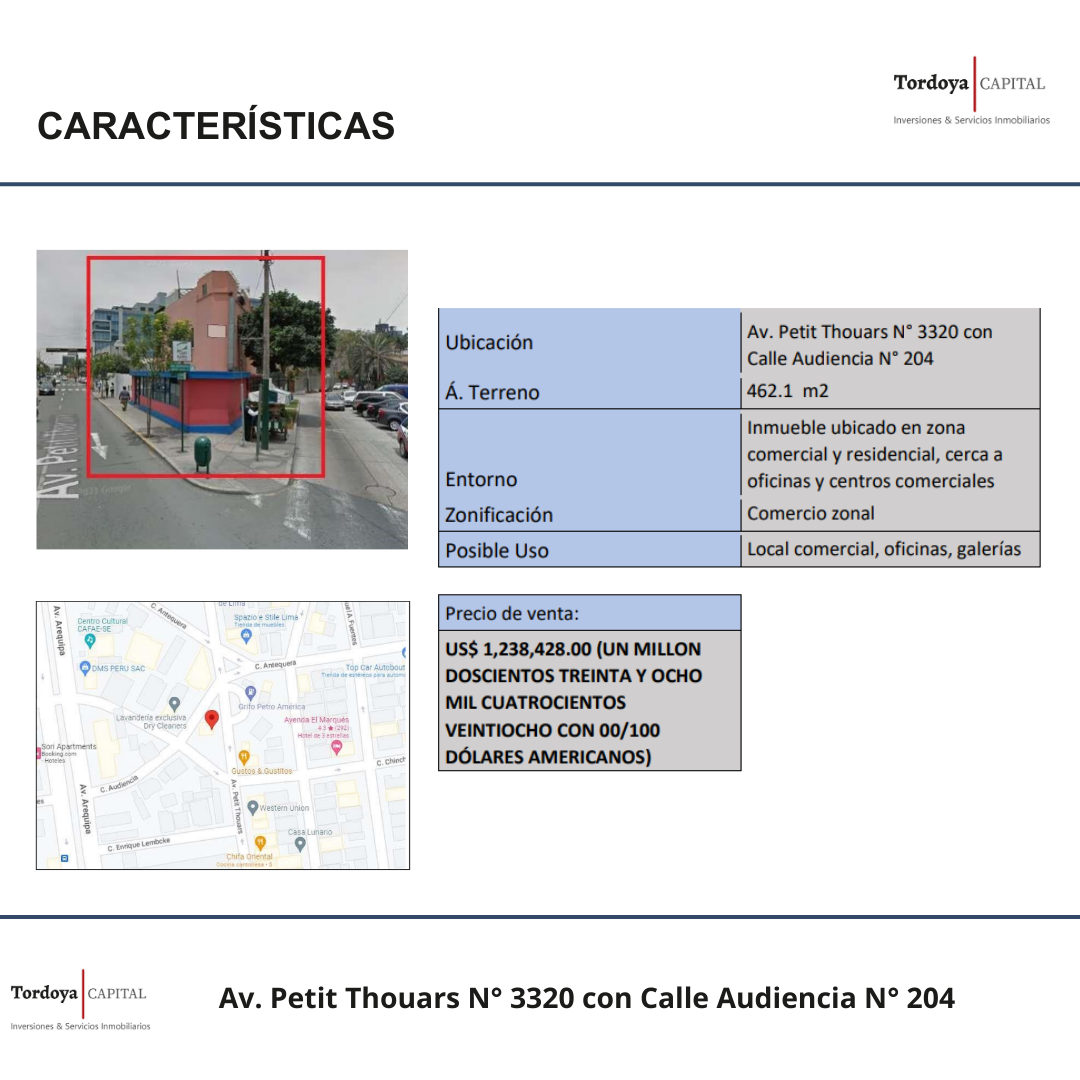 Tordoya CAPITAL
Inversiones & Servicios Inmobiliarios
CARACTERÍSTICAS
Av. Petit
Ubicación
Av. Petit Thouars N° 3320 con
Calle Audiencia N° 204
Á. Terreno
462.1 m2
Entorno
Inmueble ubicado en zona
comercial y residencial, cerca a
oficinas y centros comerciales
Zonificación
Comercio zonal
Posible Uso
Local comercial, oficinas, galerías
Precio de venta:
US$ 1,238,428.00 (UN MILLON
DOSCIENTOS TREINTA Y OCHO
MIL CUATROCIENTOS
VEINTIOCHO CON 00/100
DÓLARES AMERICANOS)
Av. Arequipa
C. Antequera
de Lima
Spazio e Stile Lima
Tienda de muebles
uel A. Fuentes
Centro Cultural
CAFAE-SE
DMS PERU SAC
C. Antequera
Top Car Autobout
Tienda de estéreos para automó
Grifo Petro América
Lavandería exclusiva
Dry Cleaners
Avenida El Marqués
4.3 ★ (292)
Hotel de 3 estrellas
Sori Apartments
Booking.com
Hoteles
Gustos & Gustitos
C. Chinch
C. Audiencia
Av. Arequipa
Av. Petit Thouars
es
Western Union
Casa Lunario
C. Enrique Lembcke
Chifa Oriental
Cocina cantonesa • $
Tordoya CAPITAL
Inversiones & Servicios Inmobiliarios
Av. Petit Thouars N° 3320 con Calle Audiencia N° 204